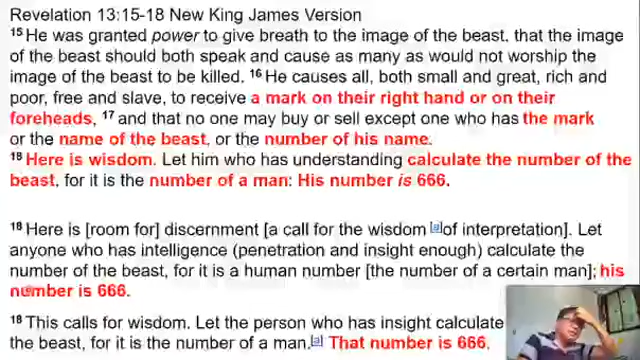 Revelation 13:15-18 New King James Version
15 He was granted power to give breath to the image of the beast, that the image
of the beast should both speak and cause as many as would not worship the
image of the beast to be killed. 16 He causes all, both small and great, rich and
poor, free and slave, to receive a mark on their right hand or on their
foreheads, 17 and that no one may buy or sell except one who has the mark
or the name of the beast, or the number of his name.
18 Here is wisdom. Let him who has understanding calculate the number of the
beast, for it is the number of a man: His number is 666.
18 Here is [room for] discernment [a call for the wisdom [a]of interpretation]. Let
anyone who has intelligence (penetration and insight enough) calculate the
number of the beast, for it is a human number [the number of a certain man]; his
number is 666.
18 This calls for wisdom. Let the person who has insight calculate
the beast, for it is the number of a man.[a] That number is 666.